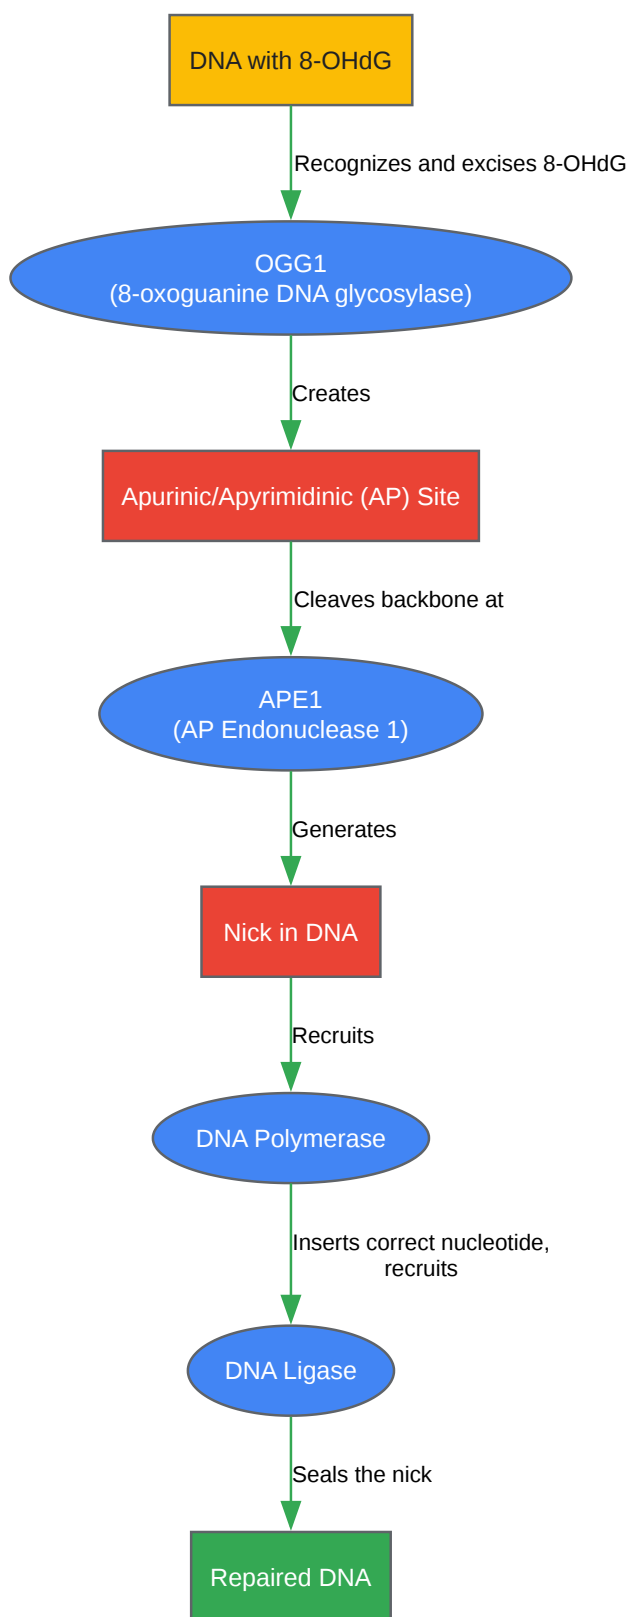 DNA with 8-OHdG
Recognizes and excises 8-OHdG
OGG1
(8-oxoguanine DNA glycosylase)
Creates
Apurinic/Apyrimidinic (AP) Site
Cleaves backbone at
APE1
(AP Endonuclease 1)
Generates
Nick in DNA
Recruits
DNA Polymerase
Inserts correct nucleotide,
recruits
DNA Ligase
Seals the nick
Repaired DNA